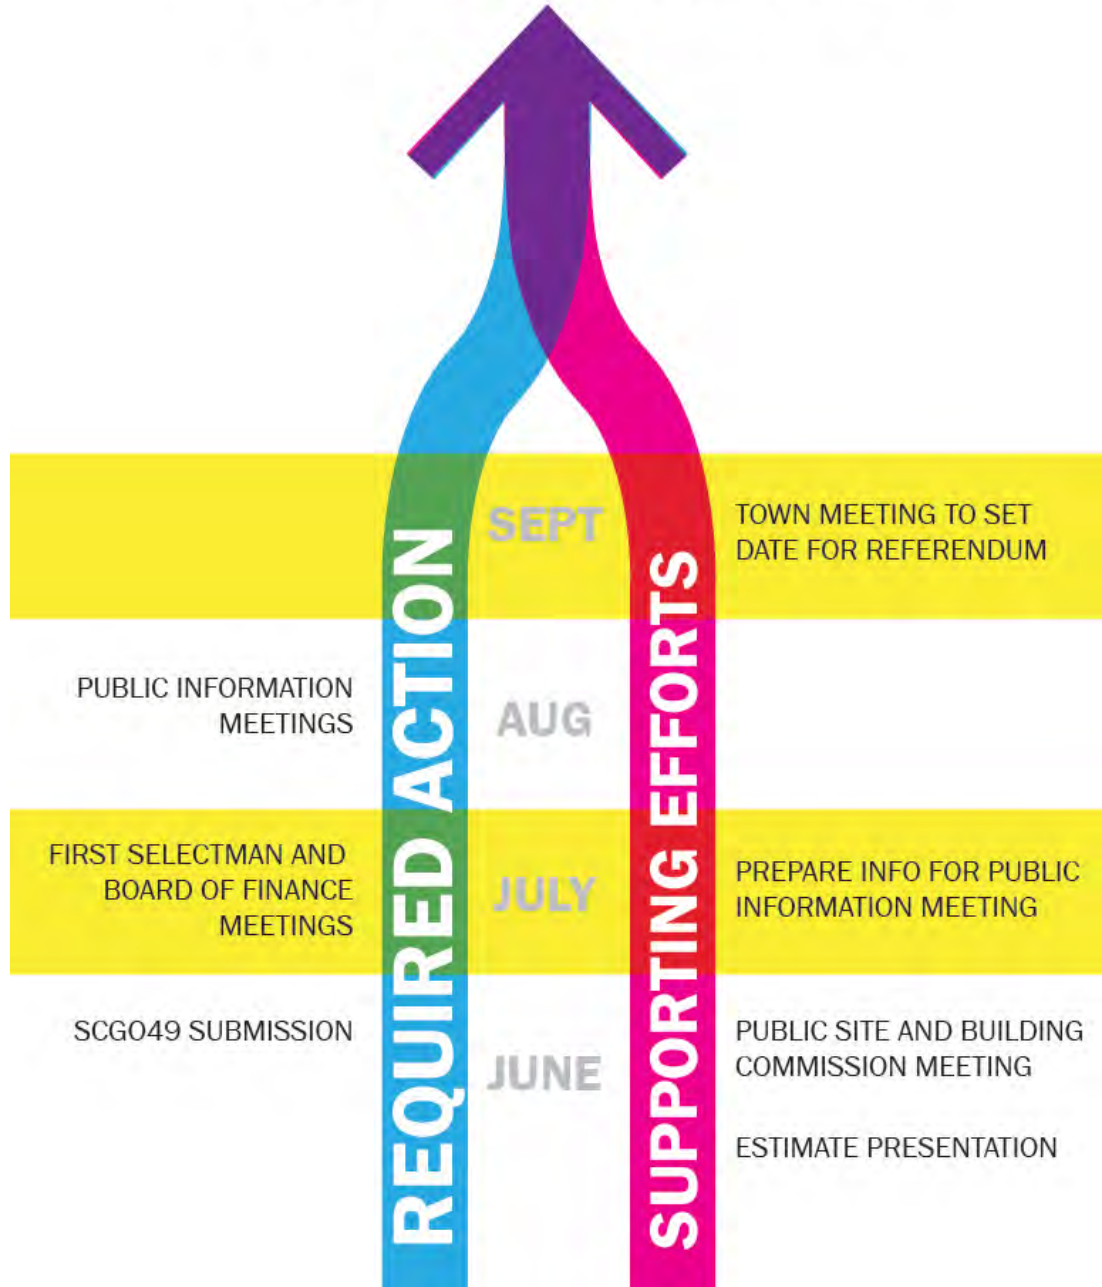 SEPT
TOWN MEETING TO SET
DATE FOR REFERENDUM
PUBLIC INFORMATION
MEETINGS
AUG
FIRST SELECTMAN AND
BOARD OF FINANCE
MEETINGS
JULY
PREPARE INFO FOR PUBLIC
INFORMATION MEETING
SCGO49 SUBMISSION
JUNE
PUBLIC SITE AND BUILDING
COMMISSION MEETING
ESTIMATE PRESENTATION
REQUIRED ACTION
SUPPORTING EFFORTS